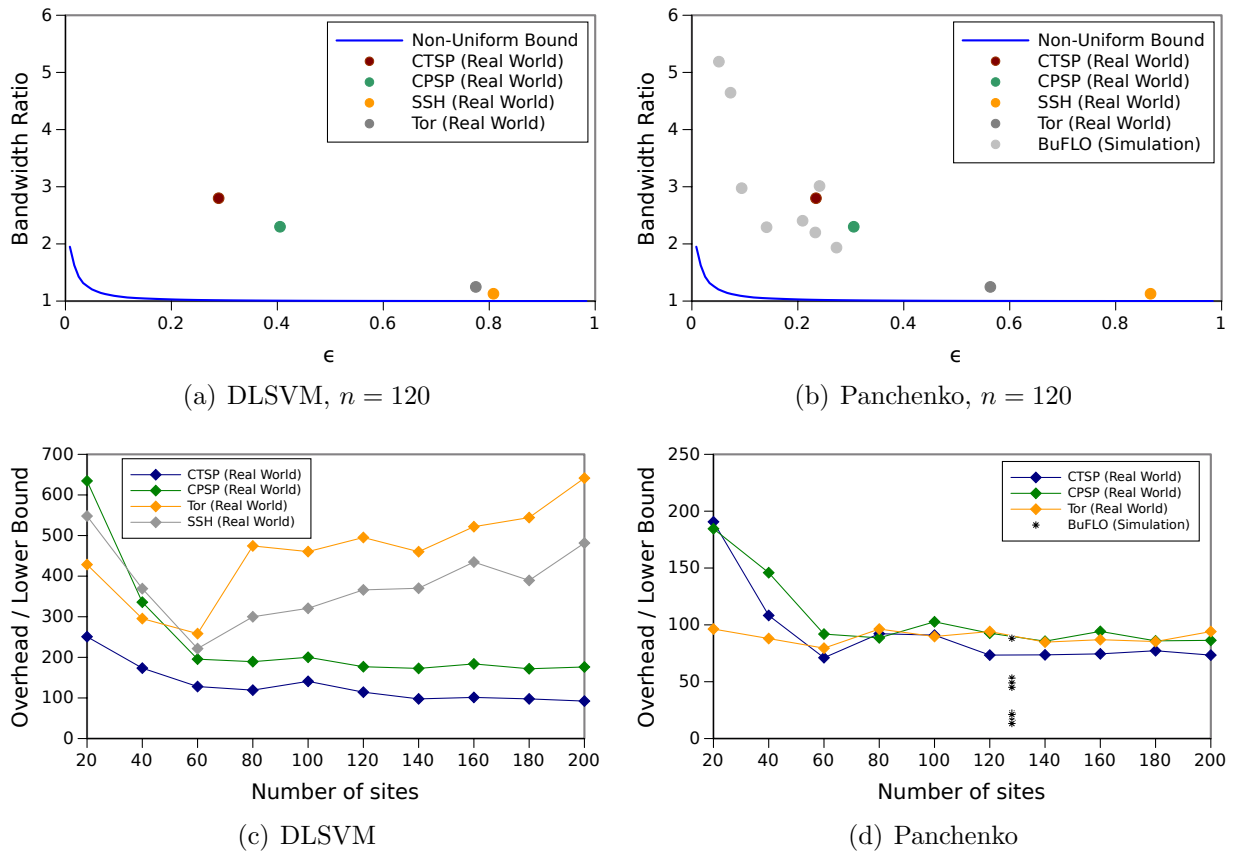 6
5
4
3
2
1
0
0.2
0.4
0.6
0.8
1
Bandwidth Ratio
ϵ
Non-Uniform Bound
CTSP (Real World)
CPSP (Real World)
SSH (Real World)
Tor (Real World)
(a) DLSVM, n = 120
6
5
4
3
2
1
0
0.2
0.4
0.6
0.8
1
Bandwidth Ratio
ϵ
Non-Uniform Bound
CTSP (Real World)
CPSP (Real World)
SSH (Real World)
Tor (Real World)
BuFLO (Simulation)
(b) Panchenko, n = 120
700
600
500
400
300
200
100
0
20 40 60 80 100 120 140 160 180 200
Overhead / Lower Bound
Number of sites
CTSP (Real World)
CPSP (Real World)
Tor (Real World)
SSH (Real World)
(c) DLSVM
250
200
150
100
50
0
20 40 60 80 100 120 140 160 180 200
Overhead / Lower Bound
Number of sites
CTSP (Real World)
CPSP (Real World)
Tor (Real World)
BuFLO (Simulation)
(d) Panchenko